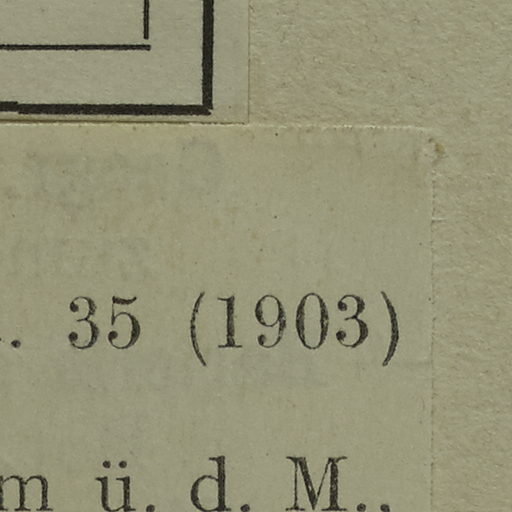 . 35 (1903)
m ü. d. M.,